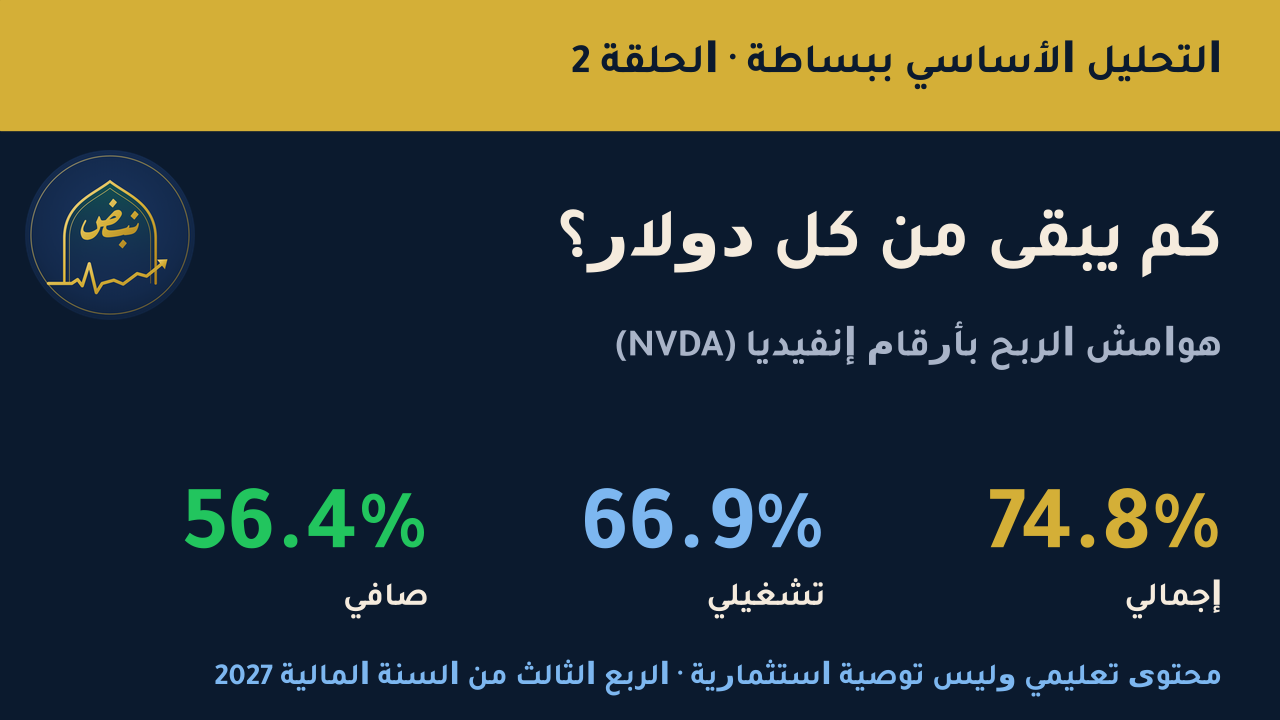 التحليل الأساسي ببساطة · الحلقة 2
نبض
كم يبقى من كل دولار؟
هوامش الربح بأرقام إنفيديا (NVDA)
74.8% 66.9% 56.4%
إجمالي تشغيلي صافي
محتوى تعليمي وليس توصية استثمارية · الربع الثالث من السنة المالية 2027